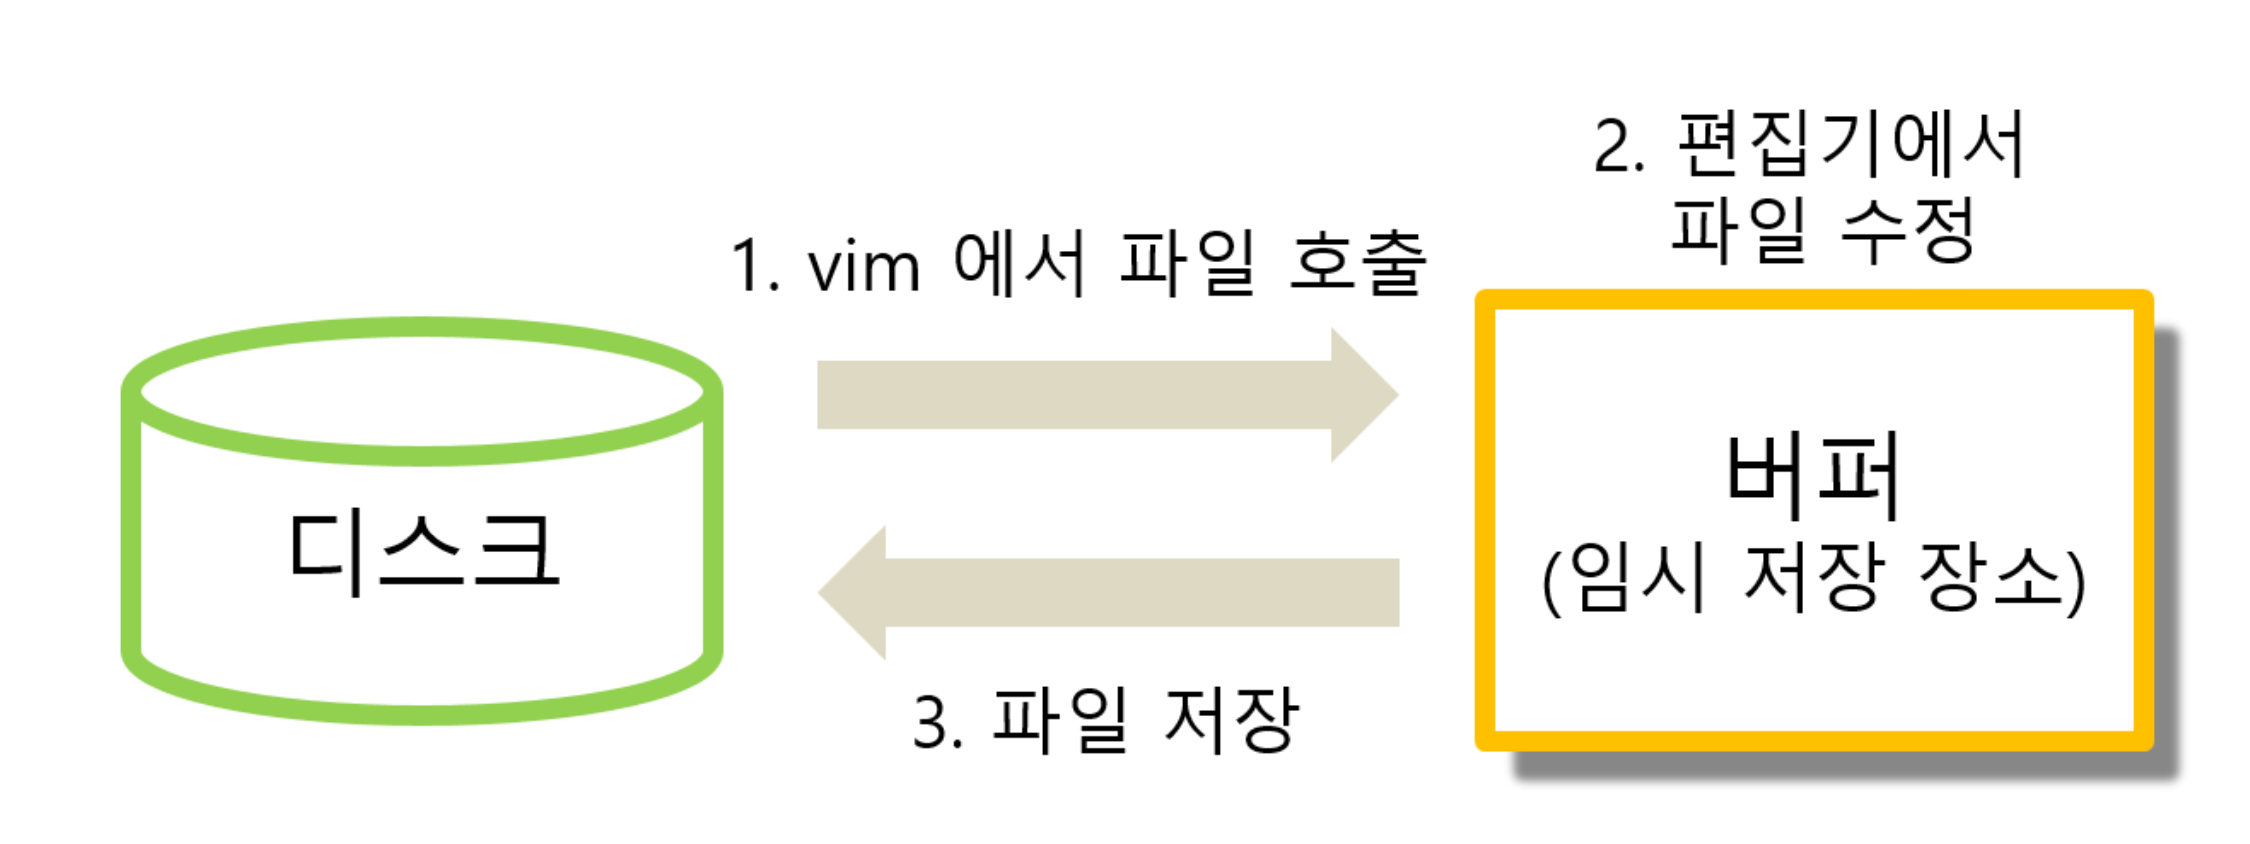 1. vim 에서 파일 호출
2. 편집기에서
파일 수정
디스크
버퍼
(임시 저장 장소)
3. 파일 저장